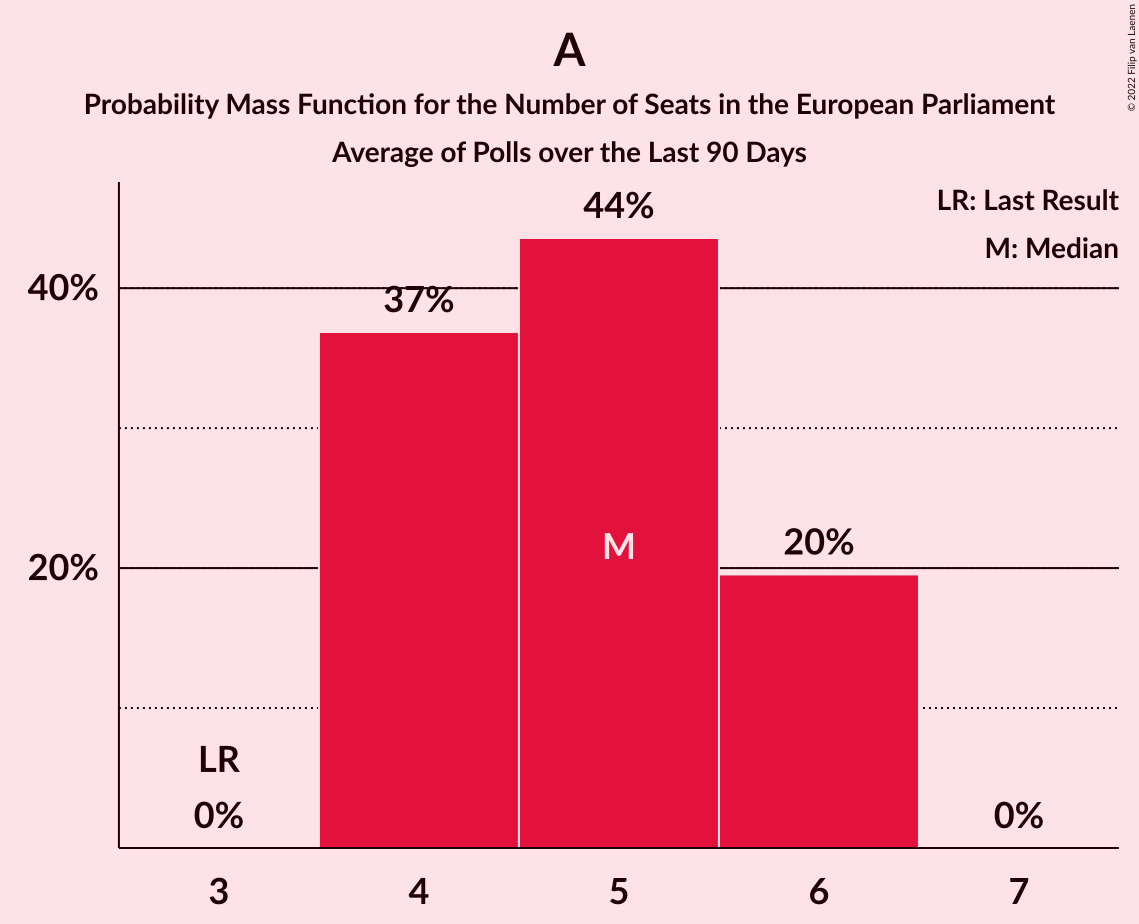 A
Probability Mass Function for the Number of Seats in the European Parliament
Average of Polls over the Last 90 Days
© 2022 Filip van Laenen
LR: Last Result
M: Median
44%
40%
37%
M
20%
20%
LR
0%
0%
3 4 5 6 7